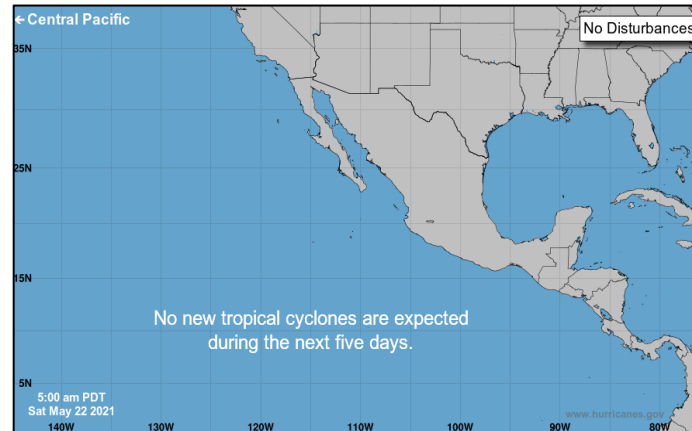 ← Central Pacific
No Disturbances
35N
25N
15N
No new tropical cyclones are expected
during the next five days.
5N
5:00 am PDT
Sat May 22 2021
www.hurricanes.gov
140W 130W 120W 110W 100W 90W 80W